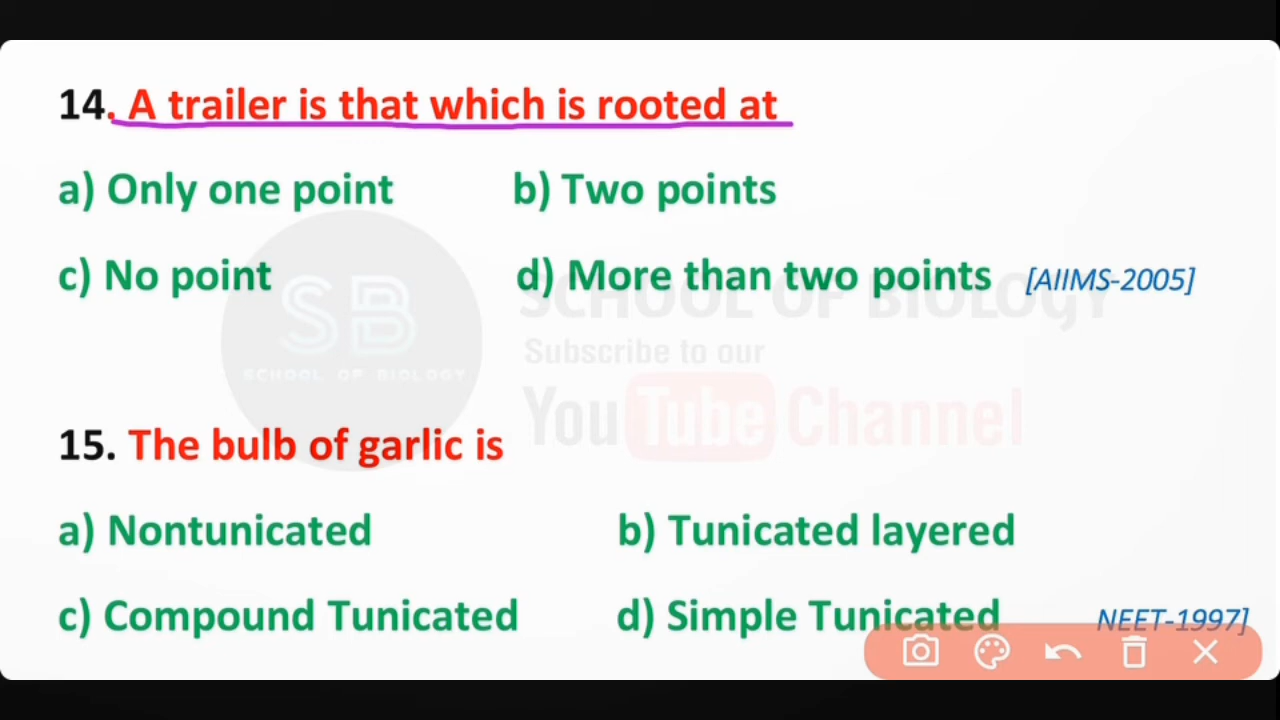 14. A trailer is that which is rooted at
a) Only one point b) Two points
c) No point d) More than two points [AIIMS-2005]
SB
SCHOOL OF BIOLOGY
SCHOOL OF BIOLOGY
Subscribe to our
YouTube Channel
15. The bulb of garlic is
a) Nontunicated b) Tunicated layered
c) Compound Tunicated d) Simple Tunicated NEET-1997]